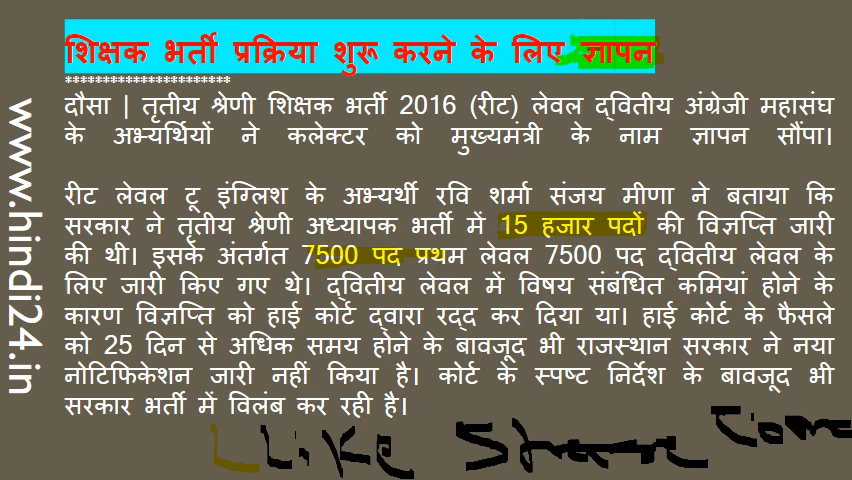 शिक्षक भर्ती प्रक्रिया शुरू करने के लिए ज्ञापन
**********************
दौसा | तृतीय श्रेणी शिक्षक भर्ती 2016 (रीट) लेवल द्वितीय अंग्रेजी महासंघ
के अभ्यर्थियों ने कलेक्टर को मुख्यमंत्री के नाम ज्ञापन सौंपा।
रीट लेवल टू इंग्लिश के अभ्यर्थी रवि शर्मा संजय मीणा ने बताया कि
सरकार ने तृतीय श्रेणी अध्यापक भर्ती में 15 हजार पदों की विज्ञप्ति जारी
की थी। इसके अंतर्गत 7500 पद प्रथम लेवल 7500 पद द्वितीय लेवल के
लिए जारी किए गए थे। द्वितीय लेवल में विषय संबंधित कमियां होने के
कारण विज्ञप्ति को हाई कोर्ट द्वारा रद्द कर दिया या। हाई कोर्ट के फैसले
को 25 दिन से अधिक समय होने के बावजूद भी राजस्थान सरकार ने नया
नोटिफिकेशन जारी नहीं किया है। कोर्ट के स्पष्ट निर्देश के बावजूद भी
सरकार भर्ती में विलंब कर रही है।
Like Share
www.hindi24.in